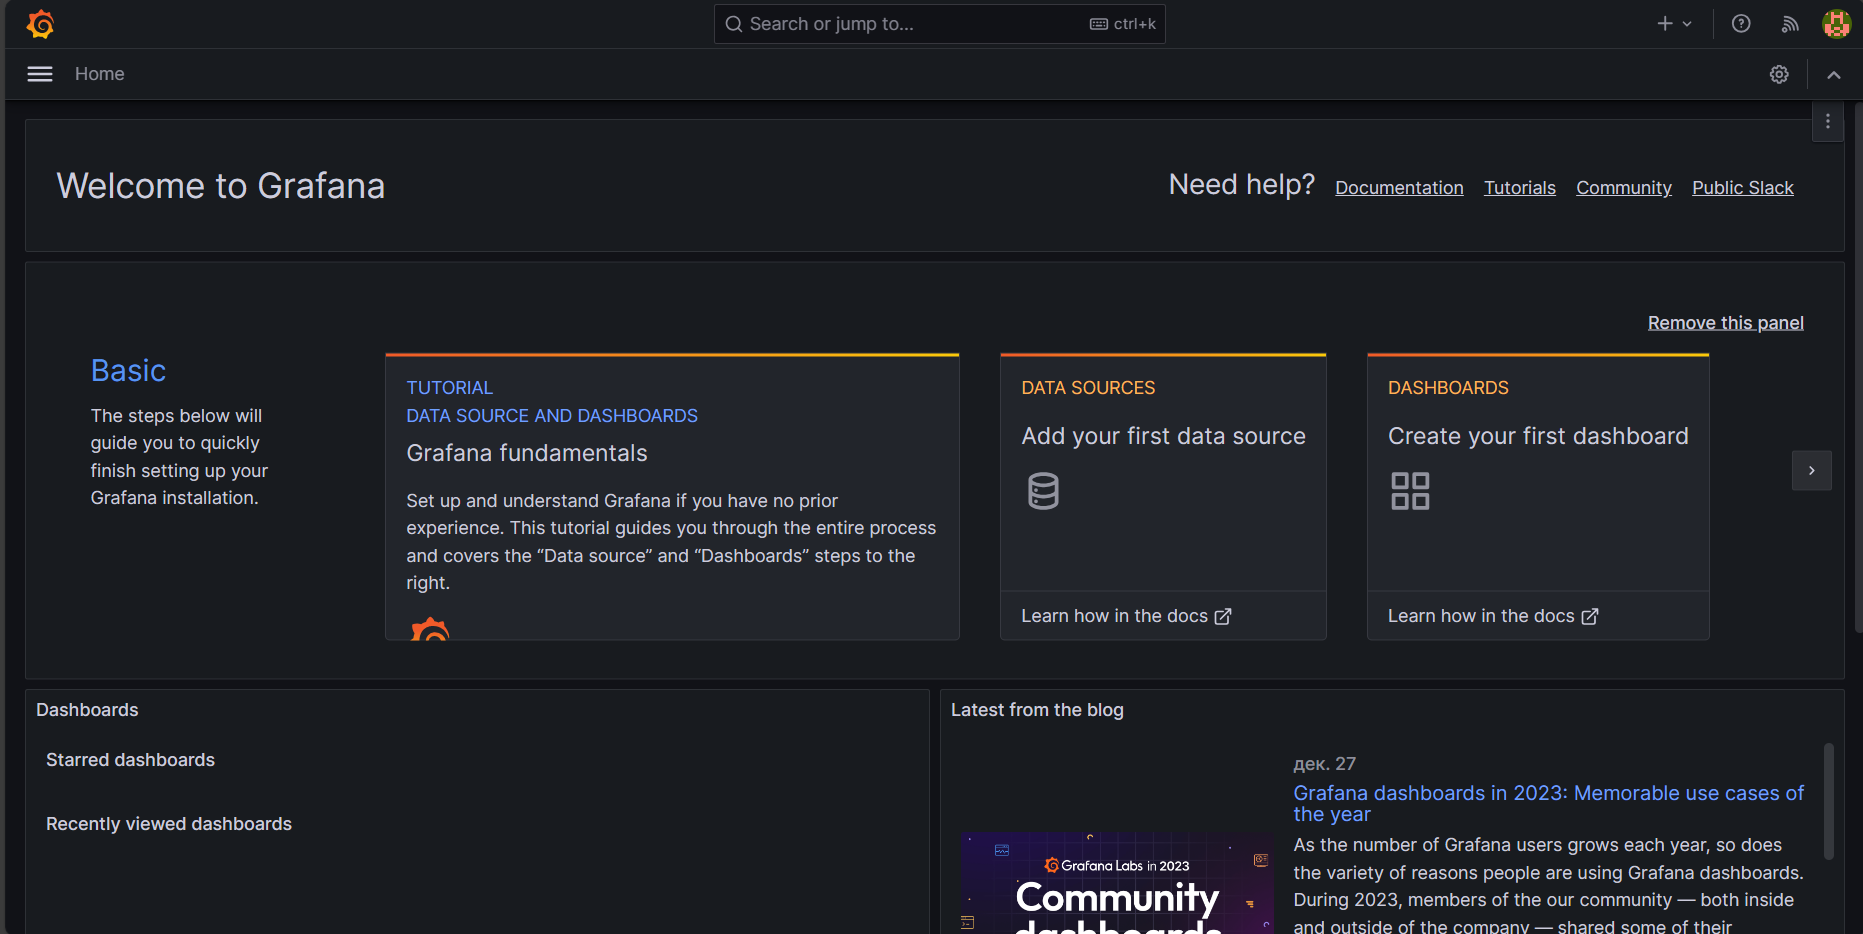 Search or jump to...
ctrl+k
Home
Welcome to Grafana
Need help?
Documentation
Tutorials
Community
Public Slack
Remove this panel
Basic
The steps below will
guide you to quickly
finish setting up your
Grafana installation.
TUTORIAL
DATA SOURCE AND DASHBOARDS
Grafana fundamentals
Set up and understand Grafana if you have no prior
experience. This tutorial guides you through the entire process
and covers the “Data source” and “Dashboards” steps to the
right.
DATA SOURCES
Add your first data source
Learn how in the docs
DASHBOARDS
Create your first dashboard
Learn how in the docs
Dashboards
Starred dashboards
Recently viewed dashboards
Latest from the blog
Grafana Labs in 2023
Community
dashboards
дек. 27
Grafana dashboards in 2023: Memorable use cases of
the year
As the number of Grafana users grows each year, so does
the variety of reasons people are using Grafana dashboards.
During 2023, members of the our community — both inside
and outside of the company — shared some of their